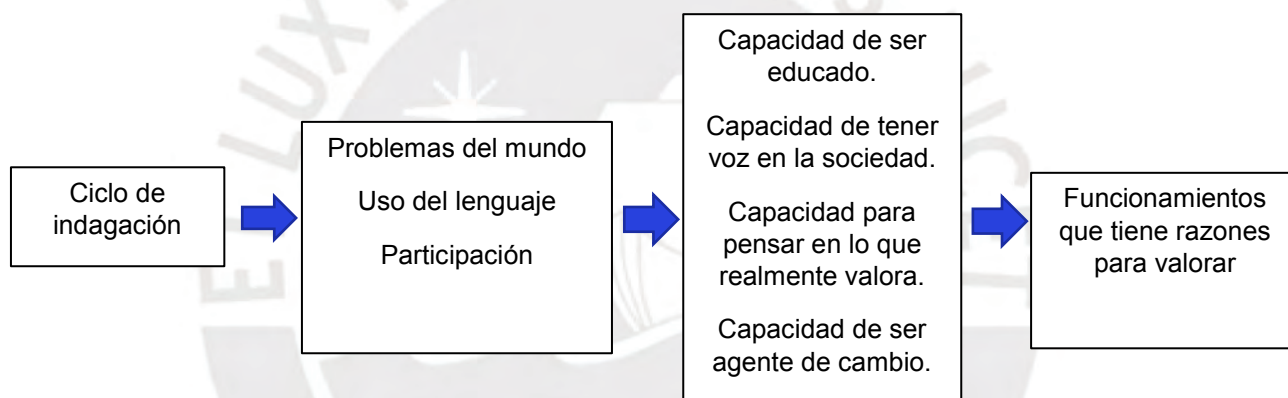 Ciclo de
indagación
Problemas del mundo
Uso del lenguaje
Participación
Capacidad de ser
educado.
Capacidad de tener
voz en la sociedad.
Capacidad para
pensar en lo que
realmente valora.
Capacidad de ser
agente de cambio.
Funcionamientos
que tiene razones
para valorar